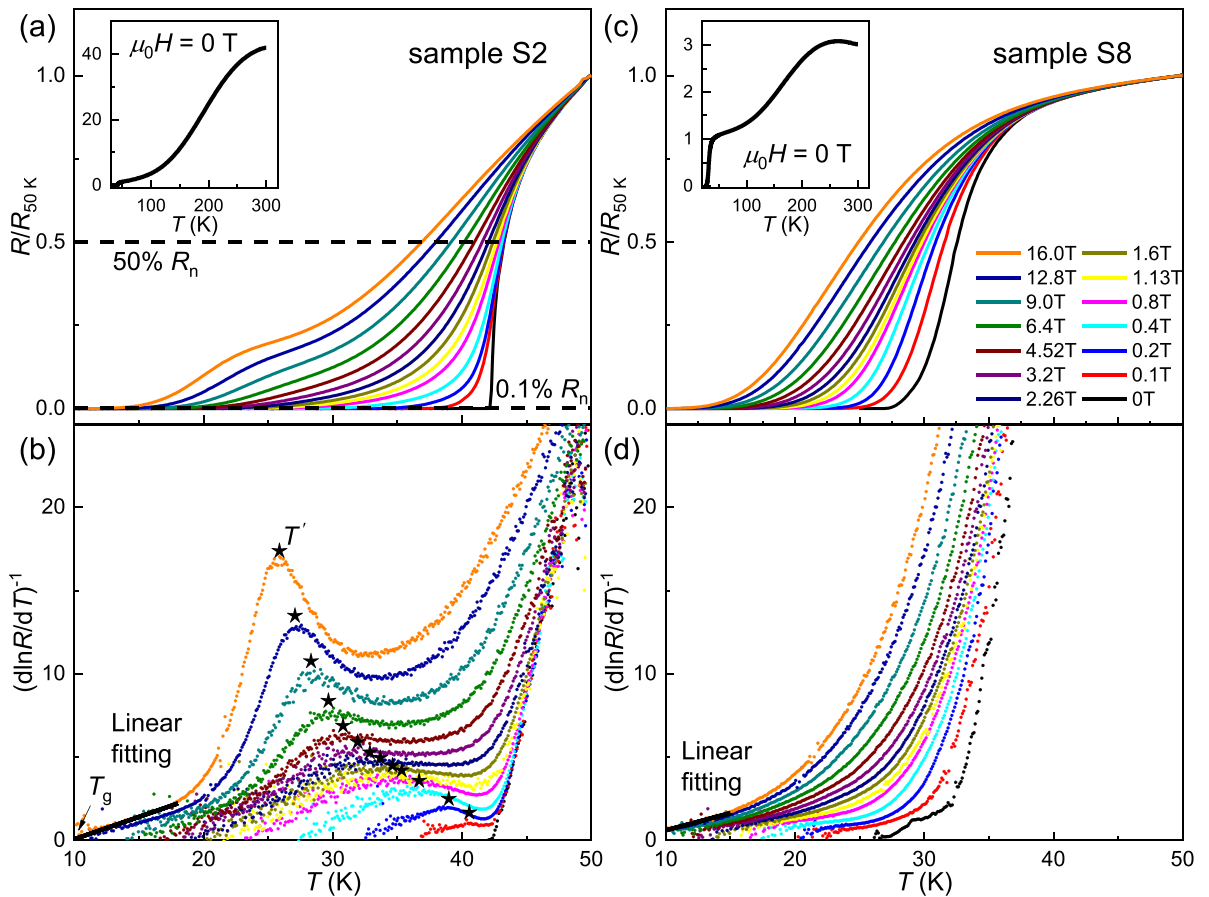 (a)
μ₀H = 0 T
40
20
0
100 200 300
T (K)
sample S2
1.0
0.5
0.0
R/R₅₀ K
50% Rₙ
0.1% Rₙ
(c)
3
2
1
0
μ₀H = 0 T
100 200 300
T (K)
sample S8
1.0
0.5
0.0
R/R₅₀ K
16.0T 1.6T
12.8T 1.13T
9.0T 0.8T
6.4T 0.4T
4.52T 0.2T
3.2T 0.1T
2.26T 0T
(b)
20
10
0
(dlnR/dT)⁻¹
T′
Linear
fitting
T_g
10 20 30 40 50
T (K)
(d)
20
10
0
(dlnR/dT)⁻¹
Linear
fitting
10 20 30 40 50
T (K)